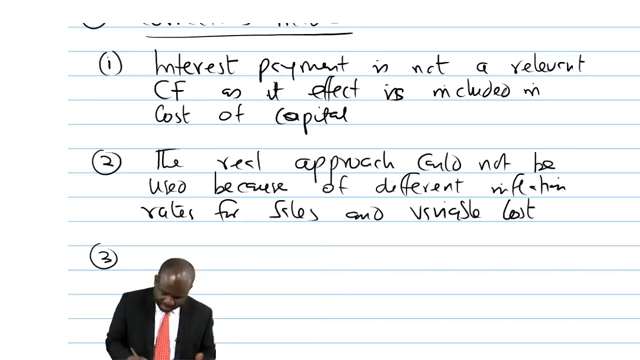 ① Interest payment is not a relevant
CF as it effect is included in
Cost of Capital
② The real approach could not be
used because of different inflation
rates for Sales and variable Cost
③